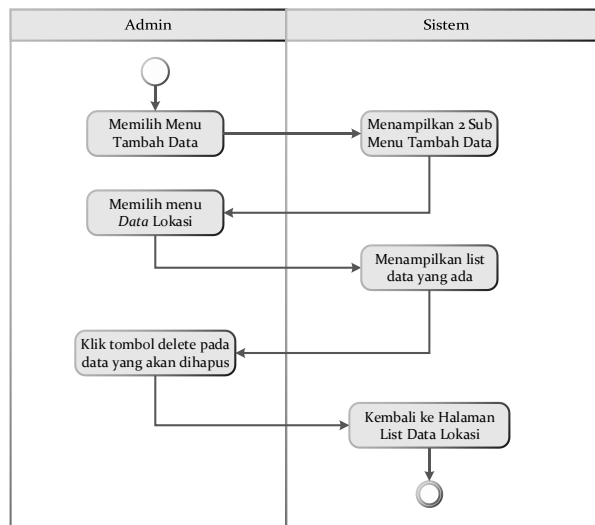 Admin
Sistem
Memilih Menu
Tambah Data
Menampilkan 2 Sub
Menu Tambah Data
Memilih menu
Data Lokasi
Menampilkan list
data yang ada
Klik tombol delete pada
data yang akan dihapus
Kembali ke Halaman
List Data Lokasi